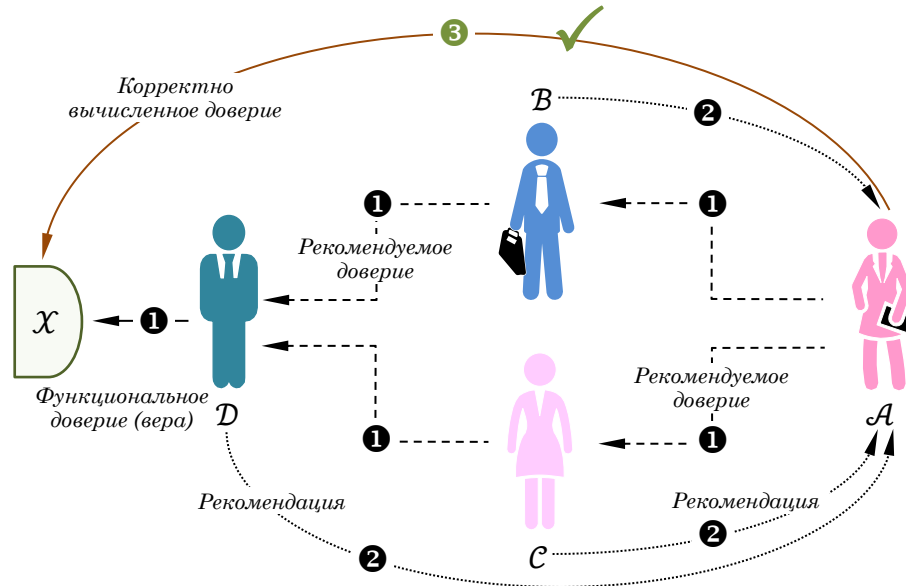 3
Корректно
вычисленное доверие
B
2
1
1
Рекомендуемое
доверие
X
1
Функциональное
доверие (вера)
D
Рекомендуемое
доверие
A
1
1
Рекомендация
Рекомендация
2
C
2